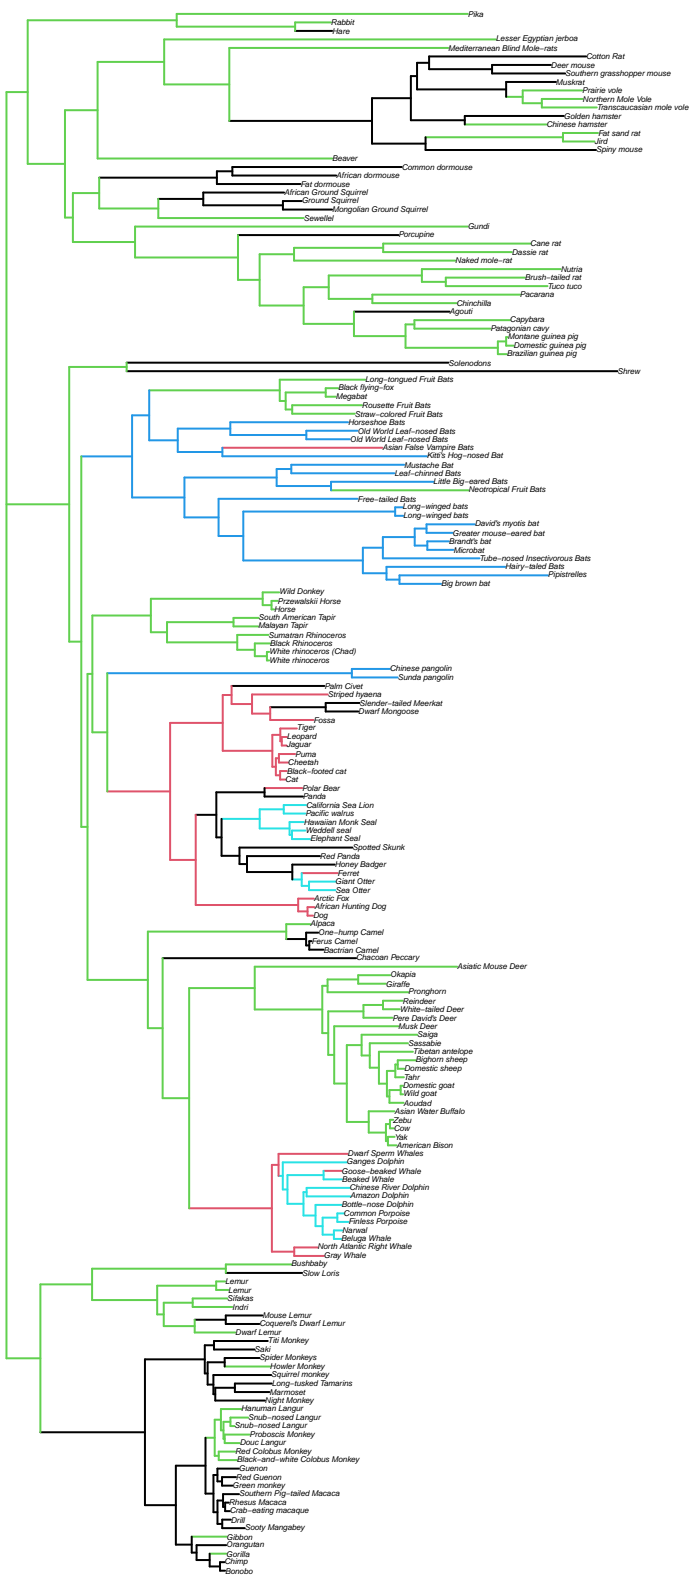 Pika
Rabbit
Hare
Lesser Egyptian jerboa
Mediterranean Blind Mole−rats
Cotton Rat
Deer mouse
Southern grasshopper mouse
Muskrat
Prairie vole
Northern Mole Vole
Transcaucasian mole vole
Golden hamster
Chinese hamster
Fat sand rat
Jird
Spiny mouse
Beaver
Common dormouse
African dormouse
Fat dormouse
African Ground Squirrel
Ground Squirrel
Mongolian Ground Squirrel
Sewellel
Gundi
Porcupine
Cane rat
Dassie rat
Naked mole−rat
Nutria
Brush−tailed rat
Tuco tuco
Pacarana
Chinchilla
Agouti
Capybara
Patagonian cavy
Montane guinea pig
Domestic guinea pig
Brazilian guinea pig
Solenodons
Shrew
Long−tongued Fruit Bats
Black flying−fox
Megabat
Rousette Fruit Bats
Straw−colored Fruit Bats
Horseshoe Bats
Old World Leaf−nosed Bats
Old World Leaf−nosed Bats
Asian False Vampire Bats
Kitti's Hog−nosed Bat
Mustache Bat
Leaf−chinned Bats
Little Big−eared Bats
Neotropical Fruit Bats
Free−tailed Bats
Long−winged bats
Long−winged bats
David's myotis bat
Greater mouse−eared bat
Brandt's bat
Microbat
Tube−nosed Insectivorous Bats
Hairy−taled Bats
Pipistrelles
Big brown bat
Wild Donkey
Przewalskii Horse
Horse
South American Tapir
Malayan Tapir
Sumatran Rhinoceros
Black Rhinoceros
White rhinoceros (Chad)
White rhinoceros
Chinese pangolin
Sunda pangolin
Palm Civet
Striped hyaena
Slender−tailed Meerkat
Dwarf Mongoose
Fossa
Tiger
Leopard
Jaguar
Puma
Cheetah
Black−footed cat
Cat
Polar Bear
Panda
California Sea Lion
Pacific walrus
Hawaiian Monk Seal
Weddell seal
Elephant Seal
Spotted Skunk
Red Panda
Honey Badger
Ferret
Giant Otter
Sea Otter
Arctic Fox
African Hunting Dog
Dog
Alpaca
One−hump Camel
Ferus Camel
Bactrian Camel
Chacoan Peccary
Asiatic Mouse Deer
Okapia
Giraffe
Pronghorn
Reindeer
White−tailed Deer
Pere David's Deer
Musk Deer
Saiga
Sassabie
Tibetan antelope
Bighorn sheep
Domestic sheep
Tahr
Domestic goat
Wild goat
Aoudad
Asian Water Buffalo
Zebu
Cow
Yak
American Bison
Dwarf Sperm Whales
Ganges Dolphin
Goose−beaked Whale
Beaked Whale
Chinese River Dolphin
Amazon Dolphin
Bottle−nose Dolphin
Common Porpoise
Finless Porpoise
Narwal
Beluga Whale
North Atlantic Right Whale
Gray Whale
Bushbaby
Slow Loris
Lemur
Lemur
Sifakas
Indri
Mouse Lemur
Coquerel's Dwarf Lemur
Dwarf Lemur
Titi Monkey
Saki
Spider Monkeys
Howler Monkey
Squirrel monkey
Long−tusked Tamarins
Marmoset
Night Monkey
Hanuman Langur
Snub−nosed Langur
Snub−nosed Langur
Proboscis Monkey
Douc Langur
Red Colobus Monkey
Black−and−white Colobus Monkey
Guenon
Red Guenon
Green monkey
Southern Pig−tailed Macaca
Rhesus Macaca
Crab−eating macaque
Drill
Sooty Mangabey
Gibbon
Orangutan
Gorilla
Chimp
Bonobo